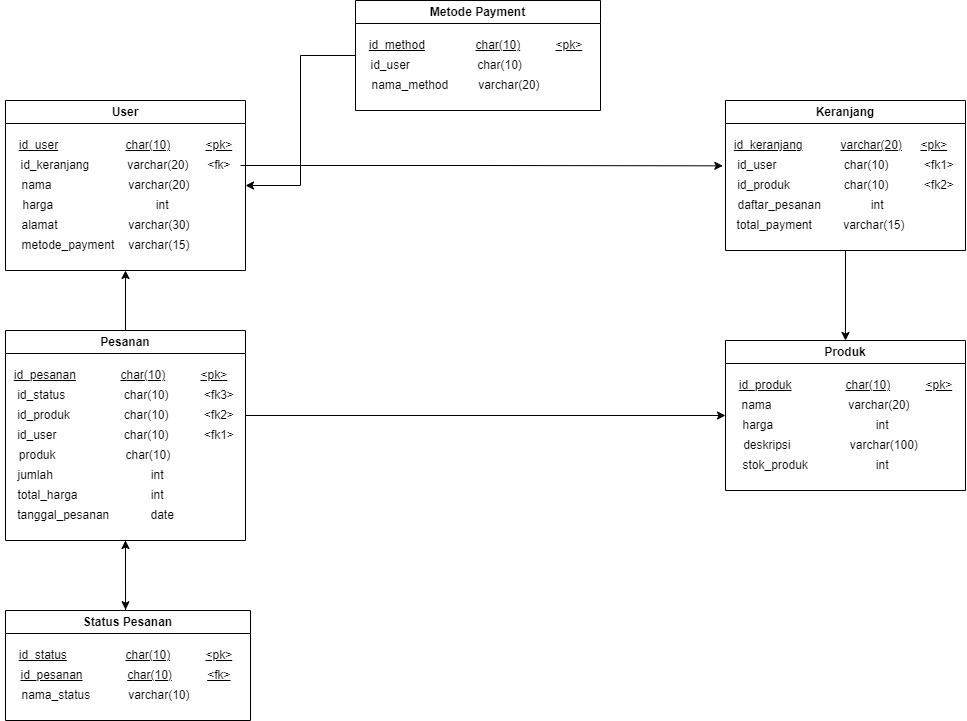 Metode Payment
id_method char(10) <pk>
id_user char(10)
nama_method varchar(20)
User
id_user char(10) <pk>
id_keranjang varchar(20) <fk>
nama varchar(20)
harga int
alamat varchar(30)
metode_payment varchar(15)
Keranjang
id_keranjang varchar(20) <pk>
id_user char(10) <fk1>
id_produk char(10) <fk2>
daftar_pesanan int
total_payment varchar(15)
Pesanan
id_pesanan char(10) <pk>
id_status char(10) <fk3>
id_produk char(10) <fk2>
id_user char(10) <fk1>
produk char(10)
jumlah int
total_harga int
tanggal_pesanan date
Produk
id_produk char(10) <pk>
nama varchar(20)
harga int
deskripsi varchar(100)
stok_produk int
Status Pesanan
id_status char(10) <pk>
id_pesanan char(10) <fk>
nama_status varchar(10)